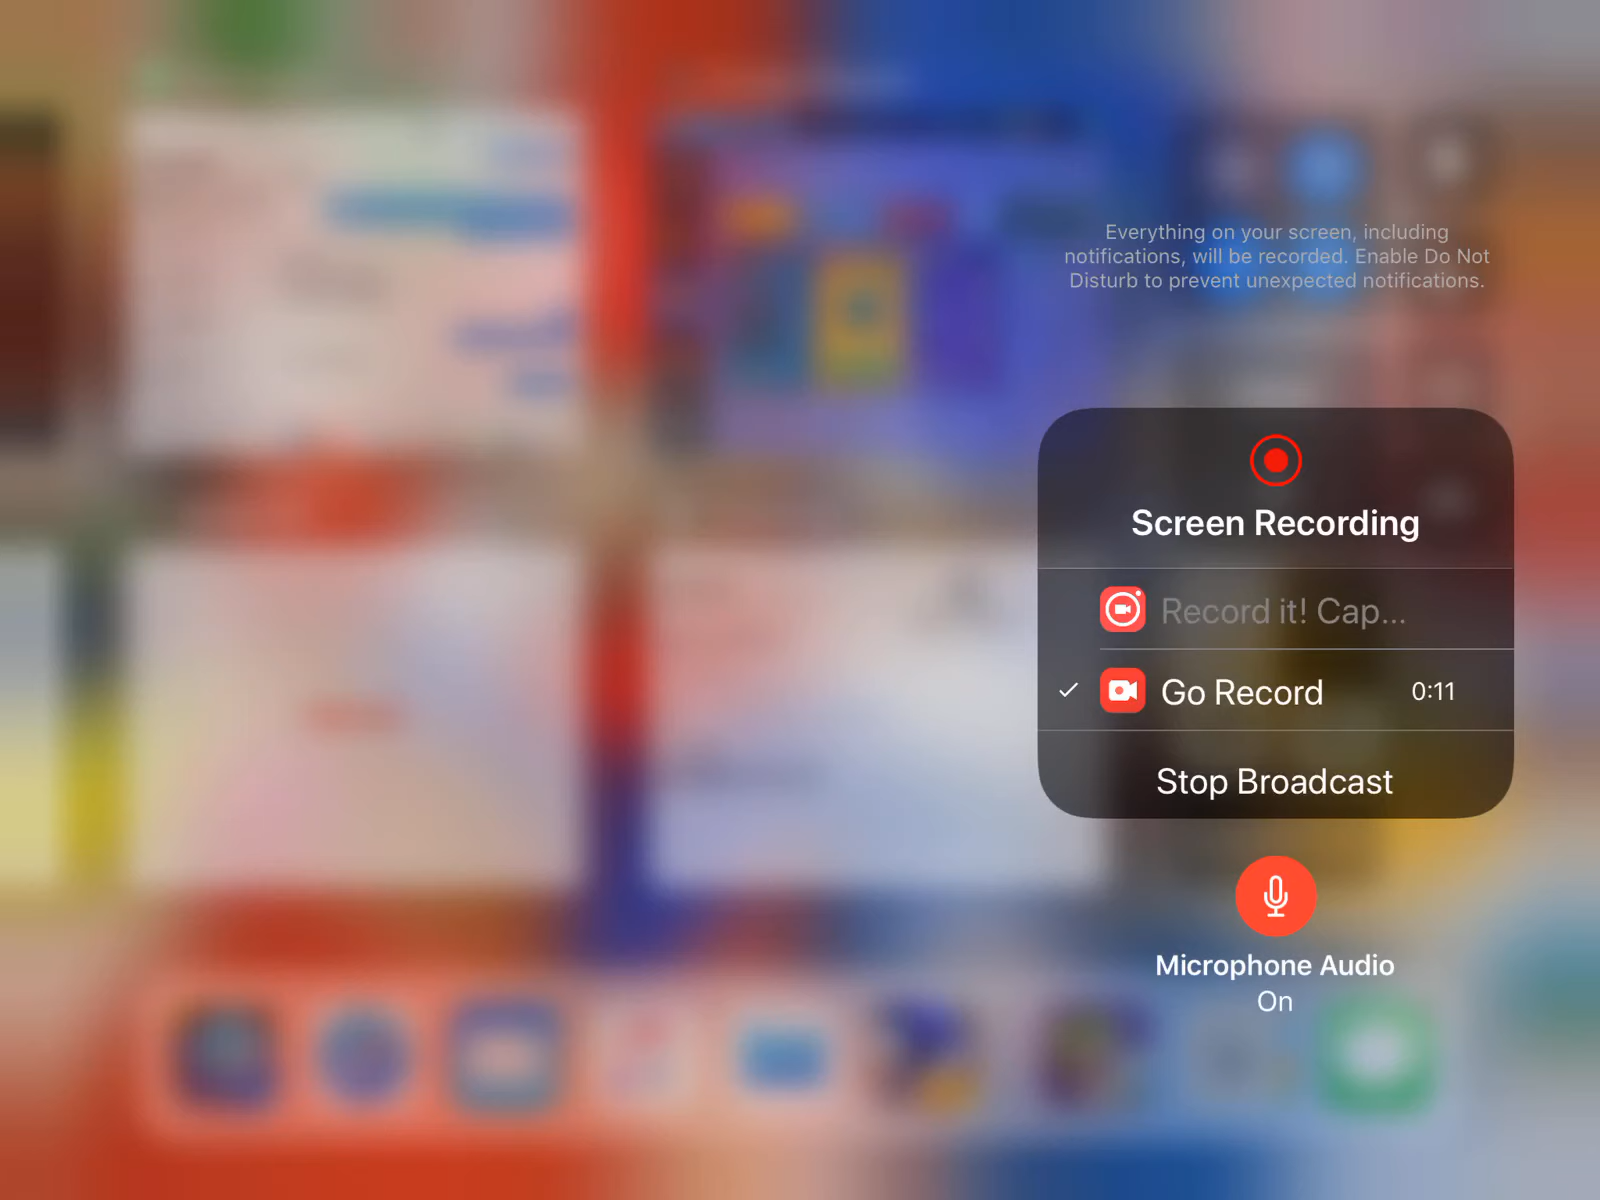 Everything on your screen, including
notifications, will be recorded. Enable Do Not
Disturb to prevent unexpected notifications.
Screen Recording
Record it! Cap...
Go Record 0:11
Stop Broadcast
Microphone Audio
On